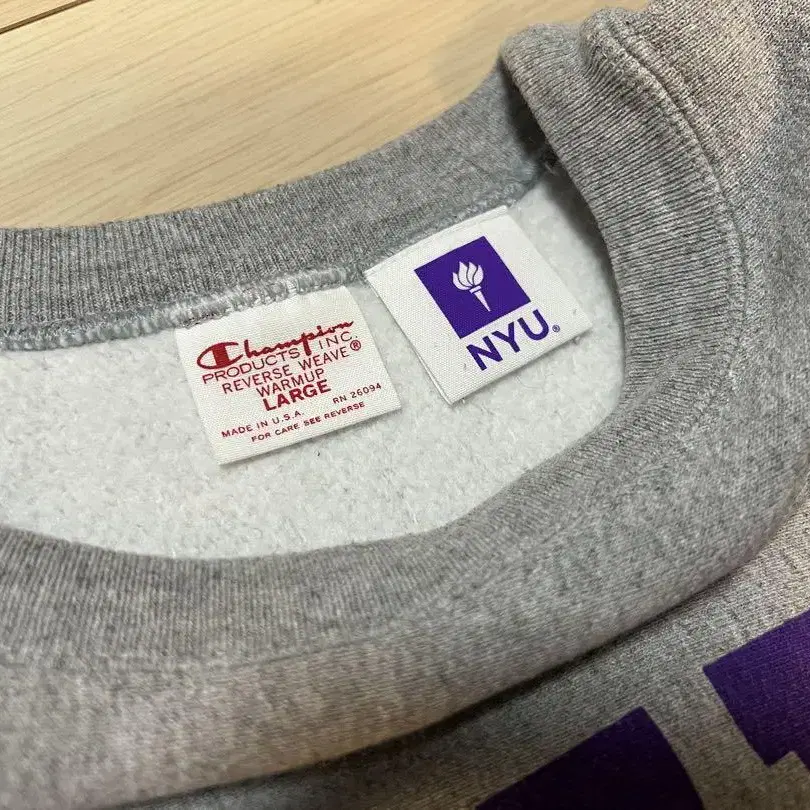 Champion
PRODUCTS INC.
REVERSE WEAVE®
WARMUP
LARGE
MADE IN U.S.A. RN 26094
FOR CARE SEE REVERSE
NYU®